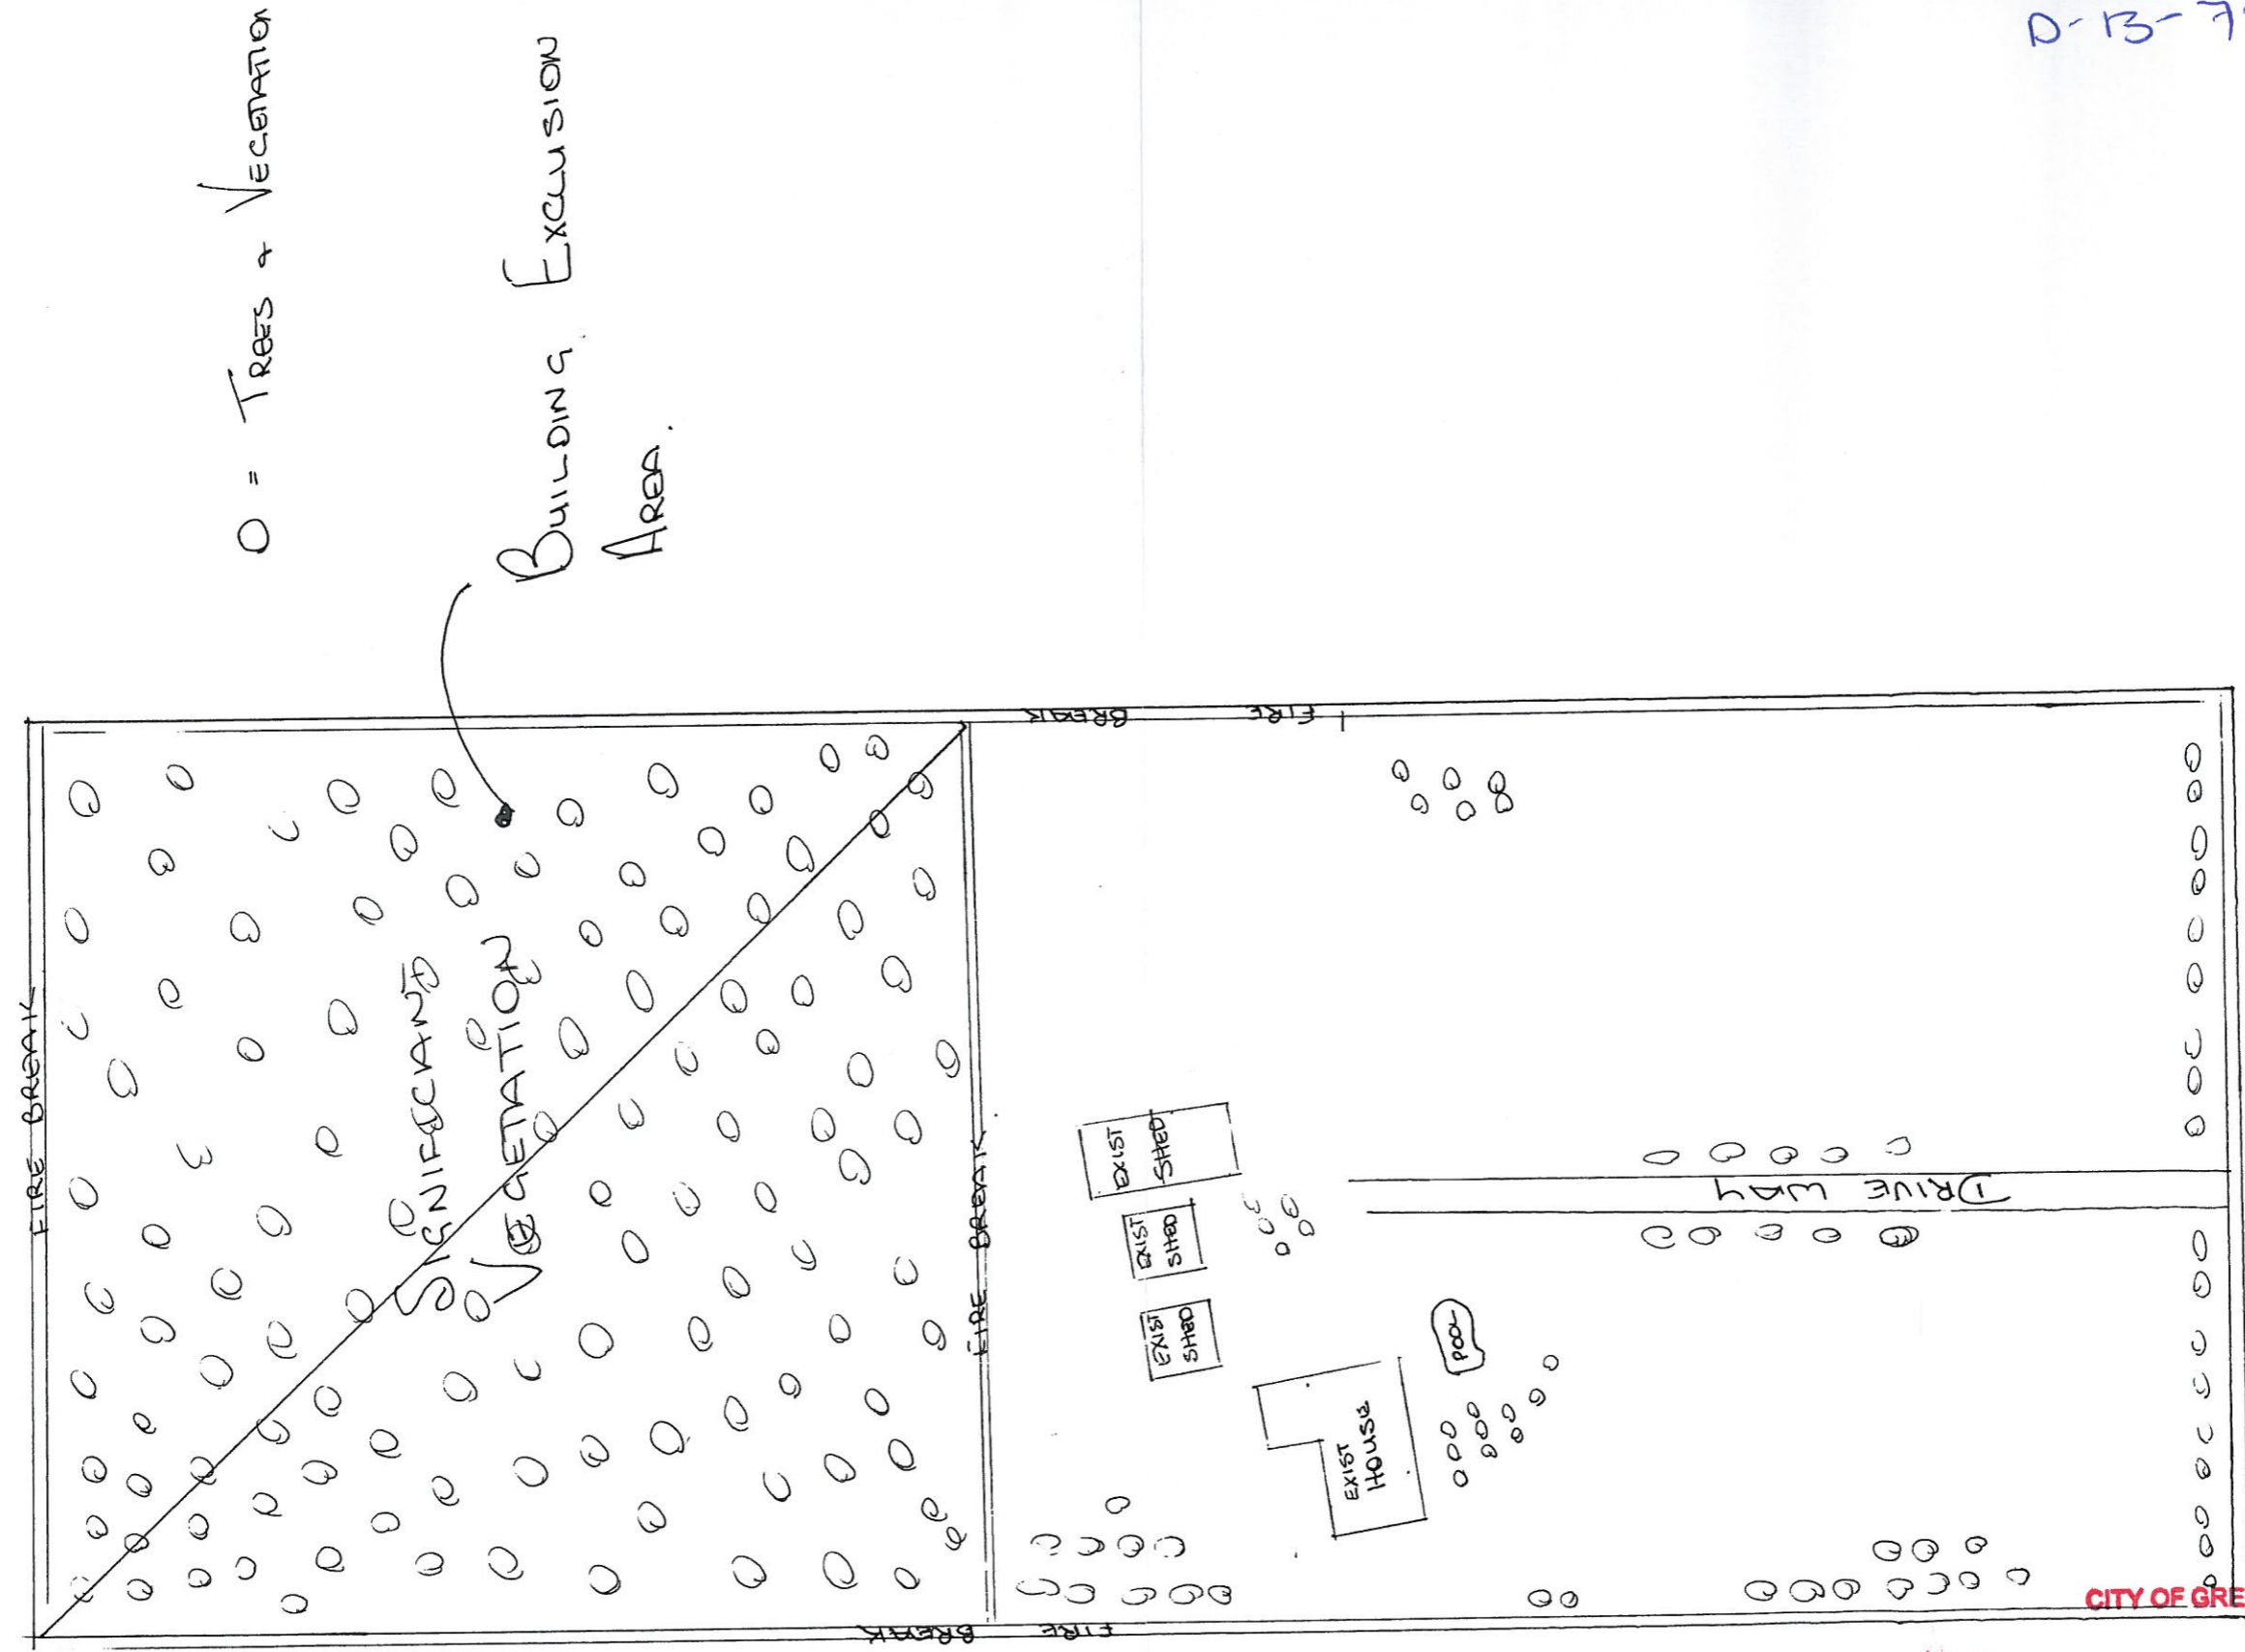 D-13-7
O = TREES + VEGETATION
BUILDING EXCLUSION
AREA.
FIRE BREAK
FIRE BREAK
SIGNIFICANT
VEGETATION
FIRE BREAK
FIRE BREAK
EXIST
SHED
EXIST
SHED
EXIST
SHED
DRIVE WAY
POOL
EXIST
HOUSE
CITY OF GRE